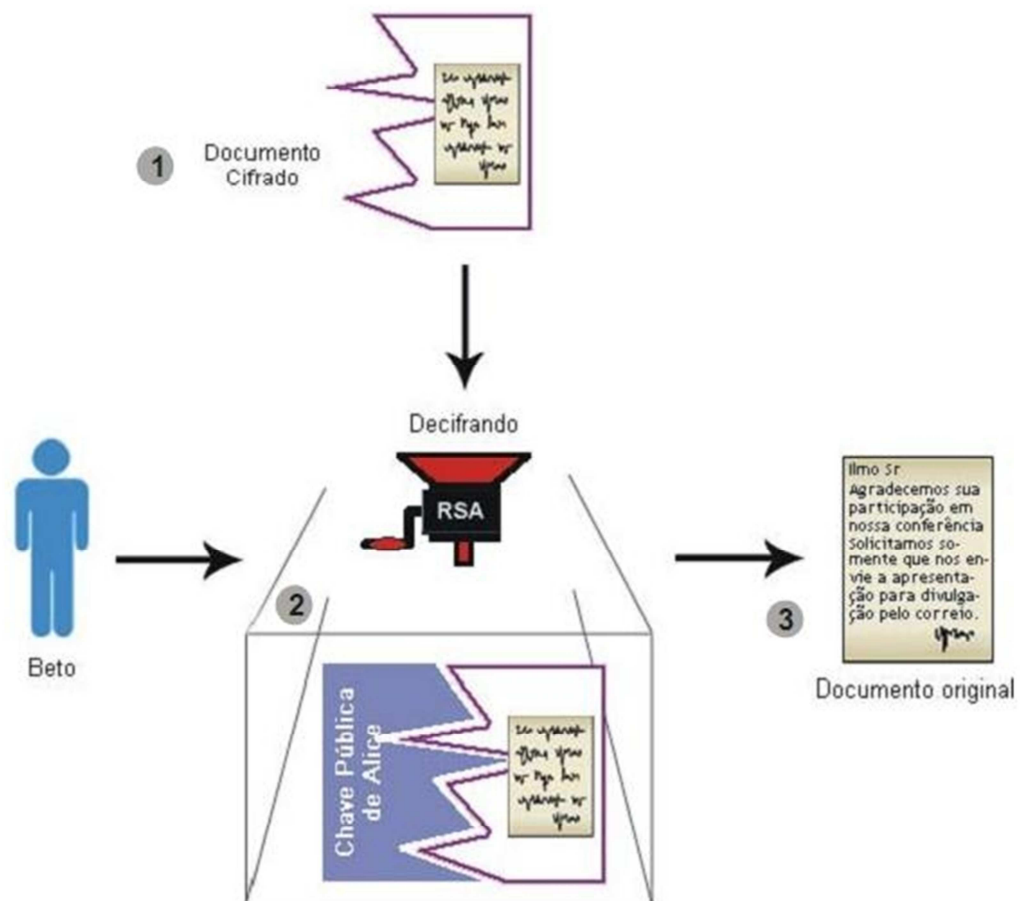 1
Documento
Cifrado
Decifrando
RSA
Beto
2
Chave Pública
de Alice
3
Ilmo Sr
Agradecemos sua
participação em
nossa conferência
Solicitamos so-
mente que nos en-
vie a apresenta-
ção para divulga-
ção pelo correio.
Documento original